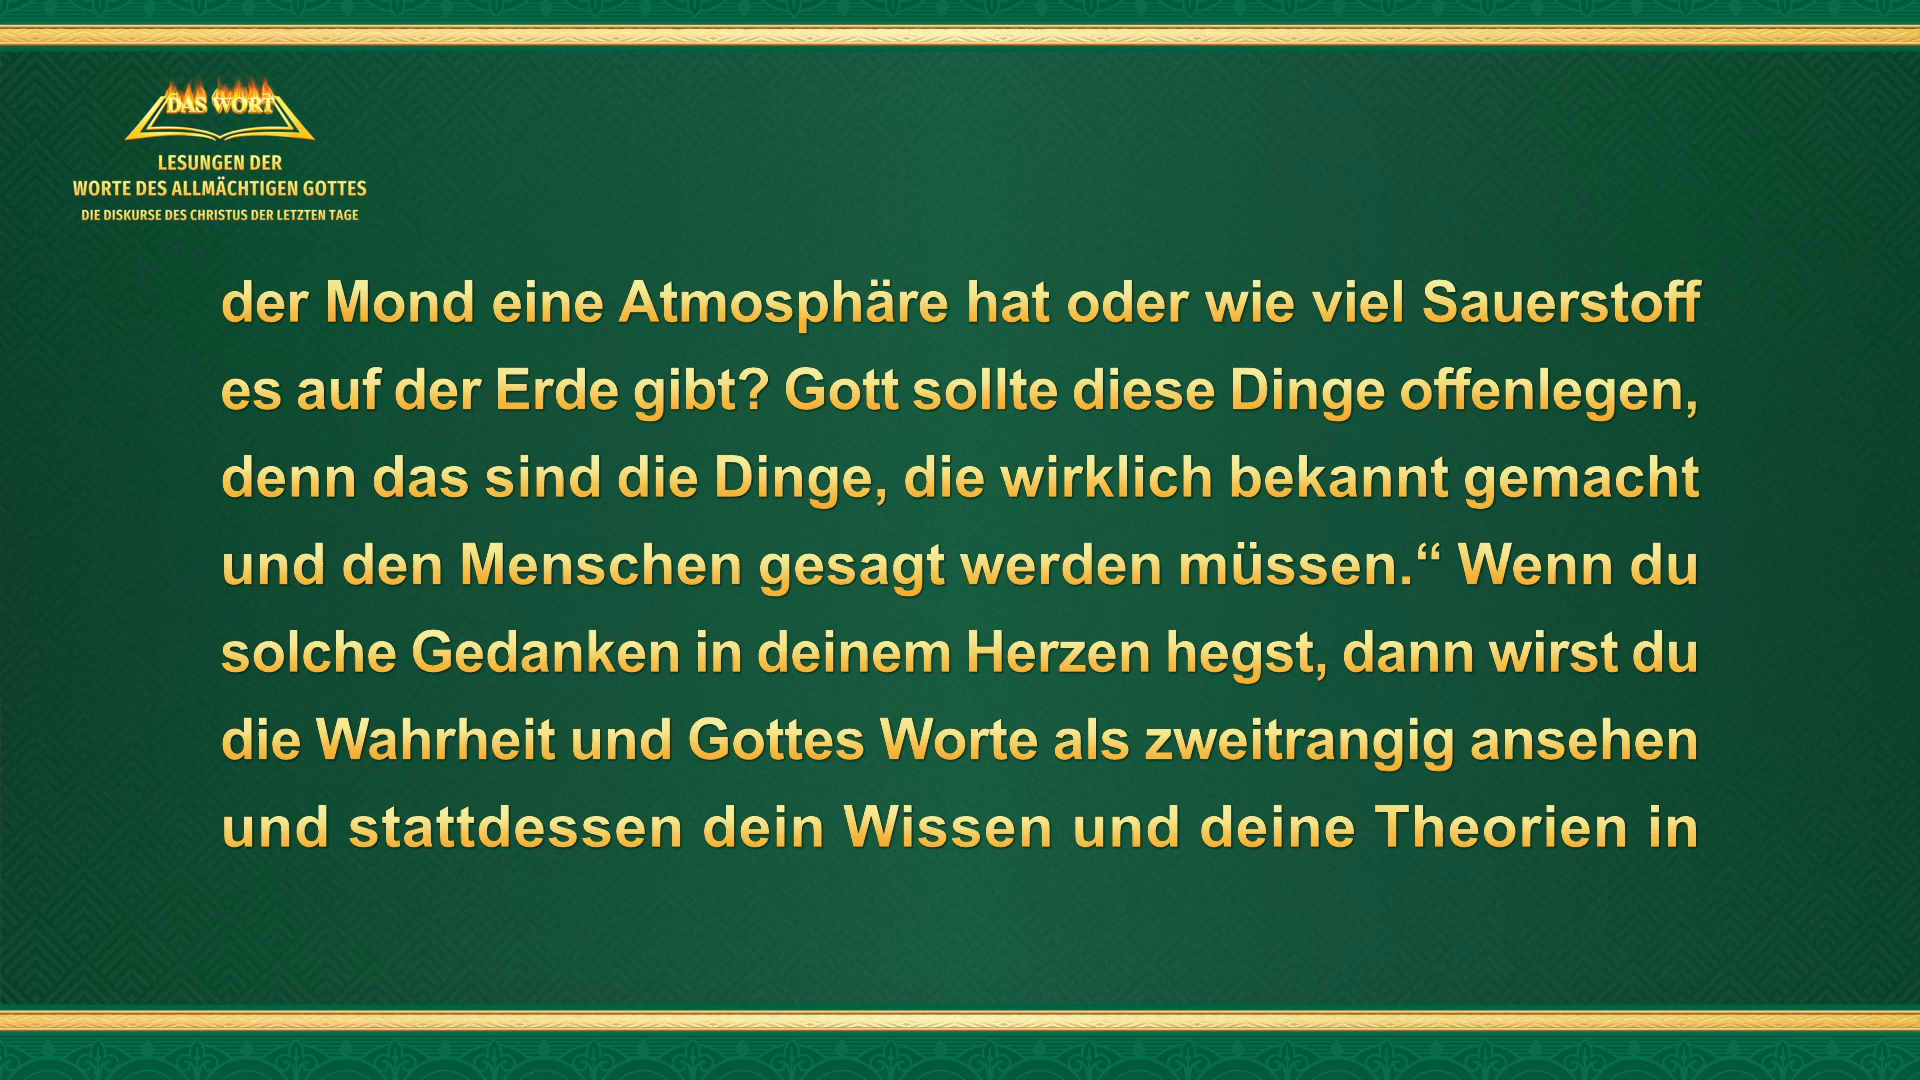 DAS WORT
LESUNGEN DER
WORTE DES ALLMÄCHTIGEN GOTTES
DIE DISKURSE DES CHRISTUS DER LETZTEN TAGE
der Mond eine Atmosphäre hat oder wie viel Sauerstoff
es auf der Erde gibt? Gott sollte diese Dinge offenlegen,
denn das sind die Dinge, die wirklich bekannt gemacht
und den Menschen gesagt werden müssen.“ Wenn du
solche Gedanken in deinem Herzen hegst, dann wirst du
die Wahrheit und Gottes Worte als zweitrangig ansehen
und stattdessen dein Wissen und deine Theorien in